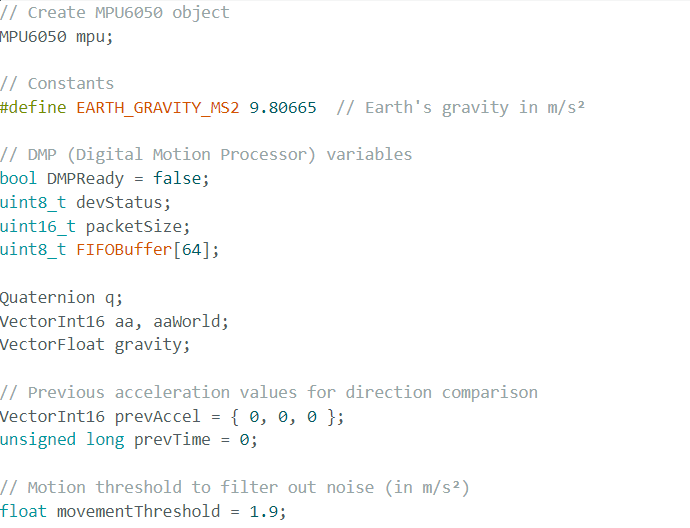 // Create MPU6050 object
MPU6050 mpu;
// Constants
#define EARTH_GRAVITY_MS2 9.80665  // Earth's gravity in m/s²
// DMP (Digital Motion Processor) variables
bool DMPReady = false;
uint8_t devStatus;
uint16_t packetSize;
uint8_t FIFOBuffer[64];
Quaternion q;
VectorInt16 aa, aaWorld;
VectorFloat gravity;
// Previous acceleration values for direction comparison
VectorInt16 prevAccel = { 0, 0, 0 };
unsigned long prevTime = 0;
// Motion threshold to filter out noise (in m/s²)
float movementThreshold = 1.9;